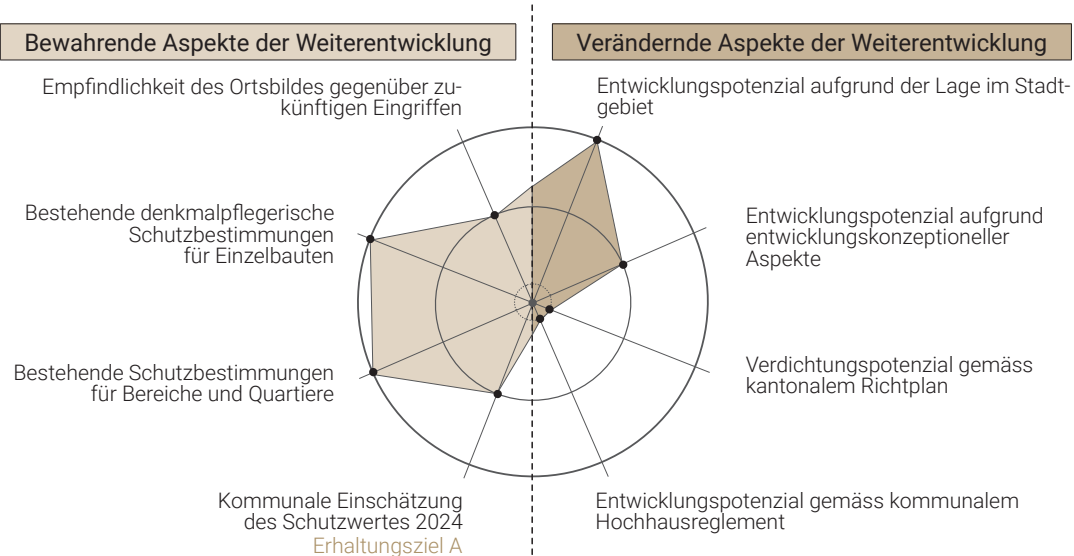 Bewahrende Aspekte der Weiterentwicklung
Verändernde Aspekte der Weiterentwicklung
Empfindlichkeit des Ortsbildes gegenüber zu-
künftigen Eingriffen
Entwicklungspotenzial aufgrund der Lage im Stadt-
gebiet
Bestehende denkmalpflegerische
Schutzbestimmungen
für Einzelbauten
Entwicklungspotenzial aufgrund
entwicklungskonzeptioneller
Aspekte
Bestehende Schutzbestimmungen
für Bereiche und Quartiere
Verdichtungspotenzial gemäss
kantonalem Richtplan
Kommunale Einschätzung
des Schutzwertes 2024
Erhaltungsziel A
Entwicklungspotenzial gemäss kommunalem
Hochhausreglement